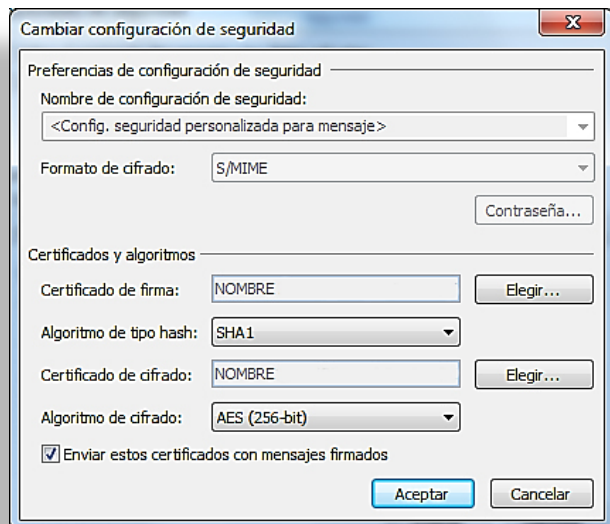 Cambiar configuración de seguridad
Preferencias de configuración de seguridad
Nombre de configuración de seguridad:
<Config. seguridad personalizada para mensaje>
Formato de cifrado: S/MIME
Contraseña...
Certificados y algoritmos
Certificado de firma: NOMBRE Elegir...
Algoritmo de tipo hash: SHA1
Certificado de cifrado: NOMBRE Elegir...
Algoritmo de cifrado: AES (256-bit)
Enviar estos certificados con mensajes firmados
Aceptar Cancelar